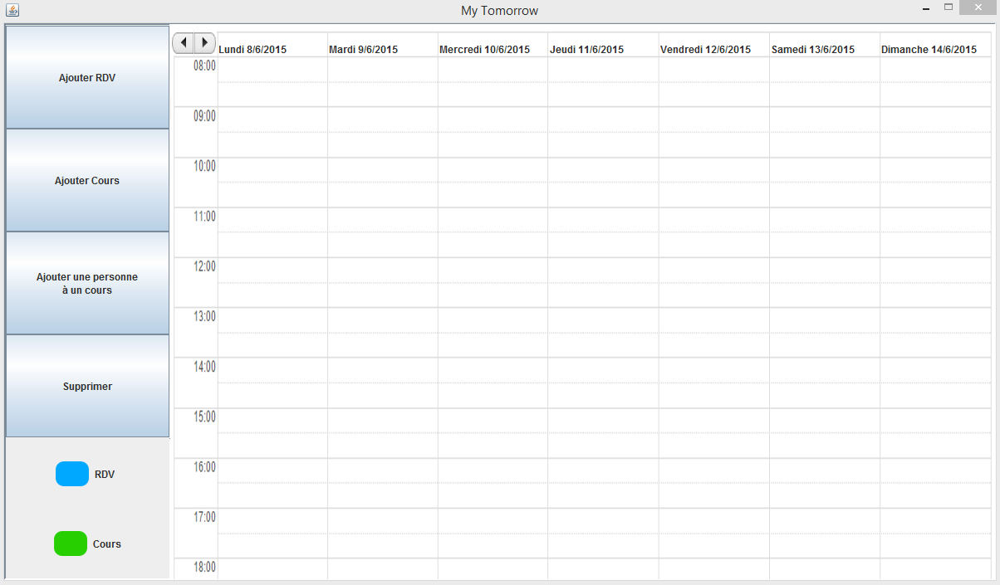 My Tomorrow
Ajouter RDV
Ajouter Cours
Ajouter une personne
à un cours
Supprimer
RDV
Cours
Lundi 8/6/2015 Mardi 9/6/2015 Mercredi 10/6/2015 Jeudi 11/6/2015 Vendredi 12/6/2015 Samedi 13/6/2015 Dimanche 14/6/2015
08:00
09:00
10:00
11:00
12:00
13:00
14:00
15:00
16:00
17:00
18:00